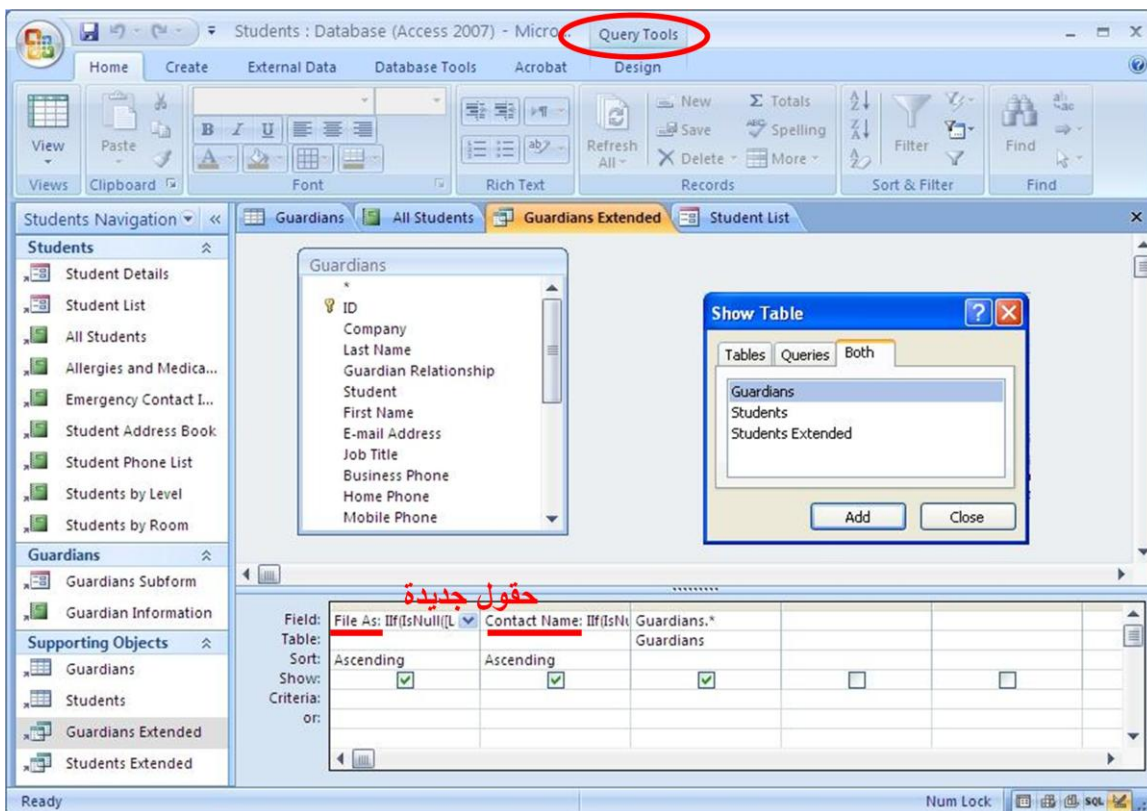 Students : Database (Access 2007) - Micro...
Query Tools
Home Create External Data Database Tools Acrobat Design
View
Paste
B I U
A
Refresh All
New
Save
Delete
Σ Totals
Spelling
More
Filter
Find
Views Clipboard Font Rich Text Records Sort & Filter Find
Students Navigation
Students
Student Details
Student List
All Students
Allergies and Medica...
Emergency Contact I...
Student Address Book
Student Phone List
Students by Level
Students by Room
Guardians
Guardians Subform
Guardian Information
Supporting Objects
Guardians
Students
Guardians Extended
Students Extended
Guardians All Students Guardians Extended Student List
Guardians
*
ID
Company
Last Name
Guardian Relationship
Student
First Name
E-mail Address
Job Title
Business Phone
Home Phone
Mobile Phone
Show Table
Tables Queries Both
Guardians
Students
Students Extended
Add Close
حقول جديدة
Field: File As: IIf(IsNull([L Contact Name: IIf(IsNu Guardians.*
Table: Guardians
Sort: Ascending Ascending
Show:
Criteria:
or:
Ready Num Lock SQL